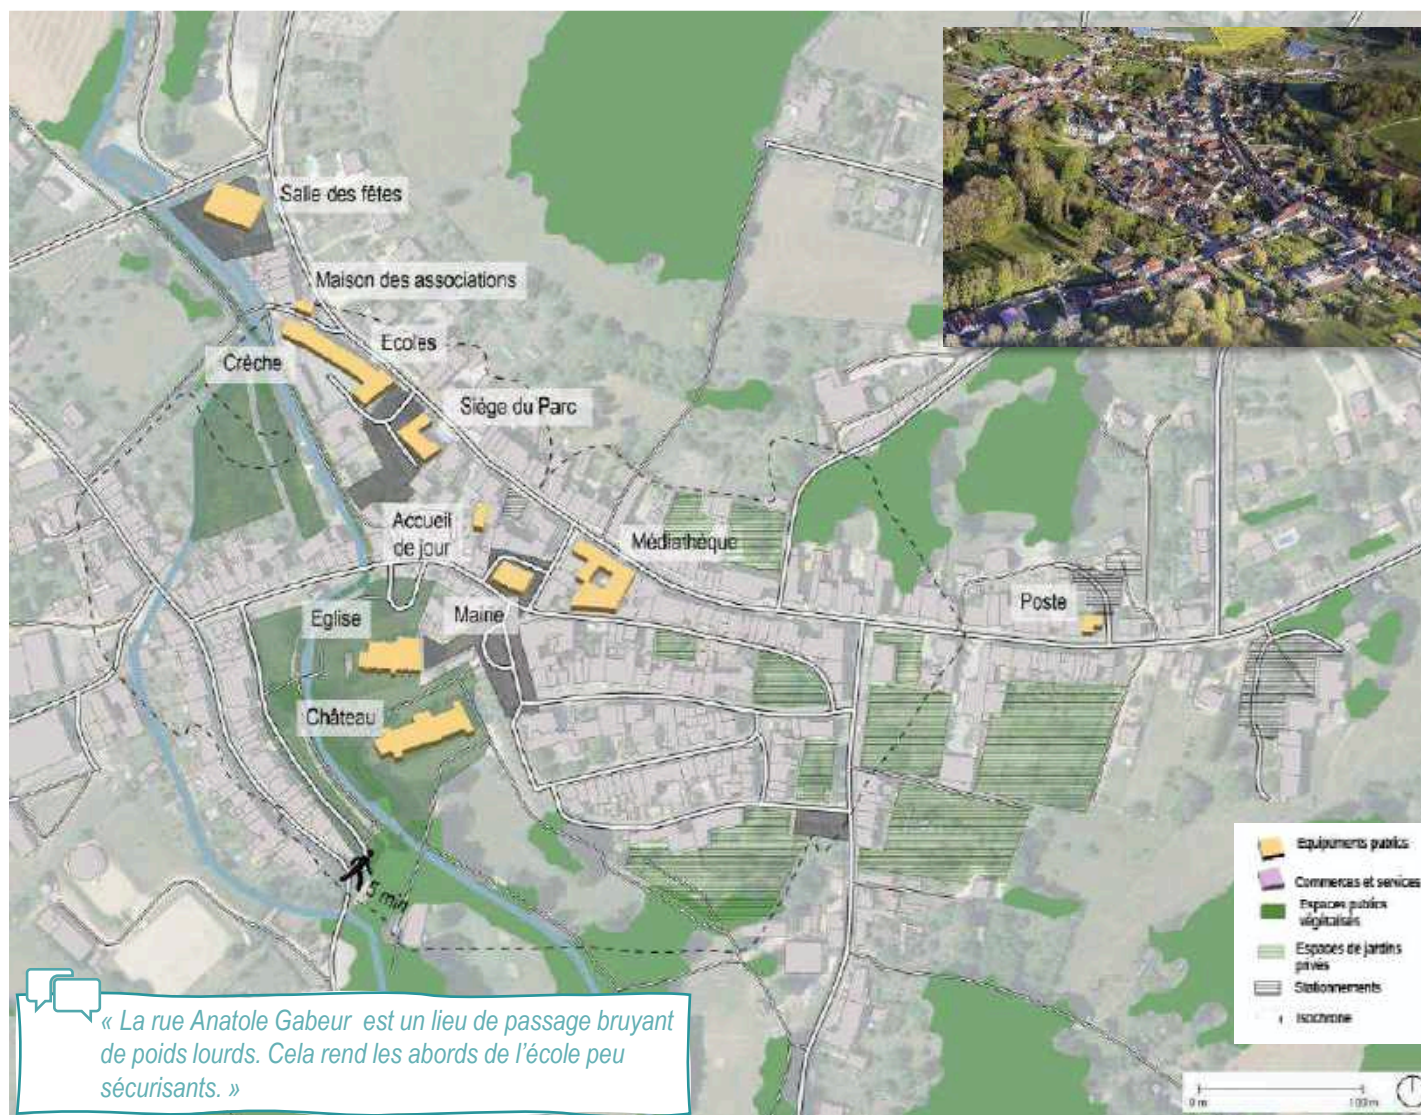 Salle des fêtes
Maison des associations
Ecoles
Crèche
Siège du Parc
Accueil
de jour
Médiathèque
Mairie
Eglise
Poste
Château
5 min
Equipements publics
Commerces et services
Espaces publics
végétalisés
Espaces de jardins
privés
Stationnements
Isochrone
0 m
100 m
« La rue Anatole Gabeur est un lieu de passage bruyant
de poids lourds. Cela rend les abords de l’école peu
sécurisants. »